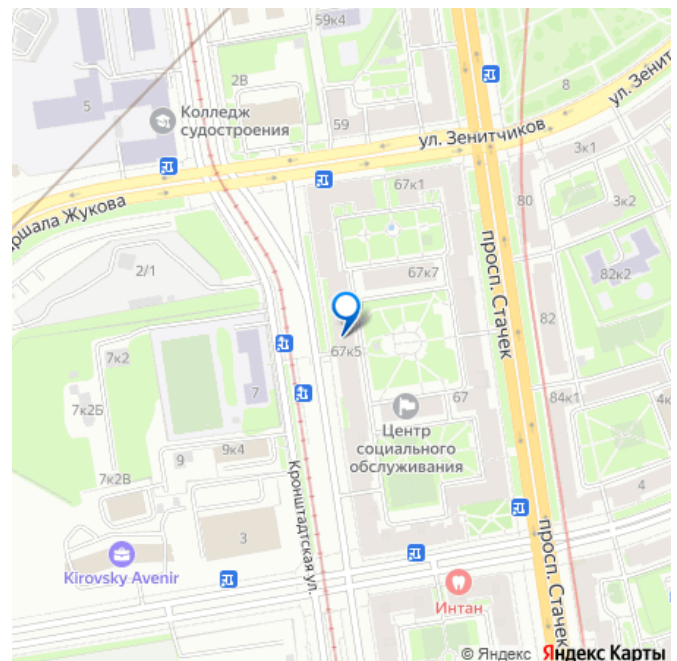 59к4
2В
8
5
Колледж
судостроения
59
ул. Зенитчиков
ул. Зенит
3к1
67к1
80
3к2
ршала Жукова
просп. Стачек
2/1
67к7
82к2
82
67к5
7к2
7
67
84к1
4к
7к2Б
Центр
социального
обслуживания
9к4
9
7к2В
4
Кронштадтская ул.
3
просп. Стачек
Kirovsky Avenir
Интан
© Яндекс Яндекс Карты